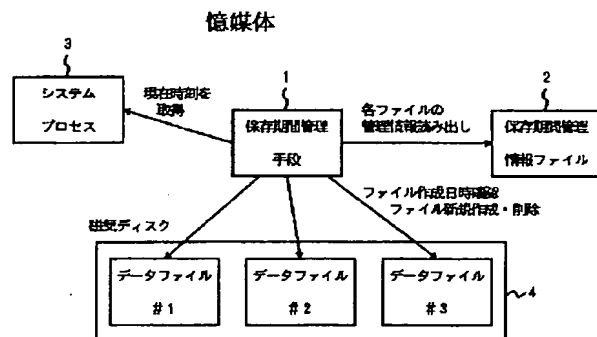 憶媒体
3
1
2
システム
プロセス
現在時刻を
取得
保存期間管理
手段
各ファイルの
管理情報読み出し
保存期間管理
情報ファイル
ファイル作成日時確認
ファイル新規作成・削除
磁気ディスク
データファイル
#1
データファイル
#2
データファイル
#3
4